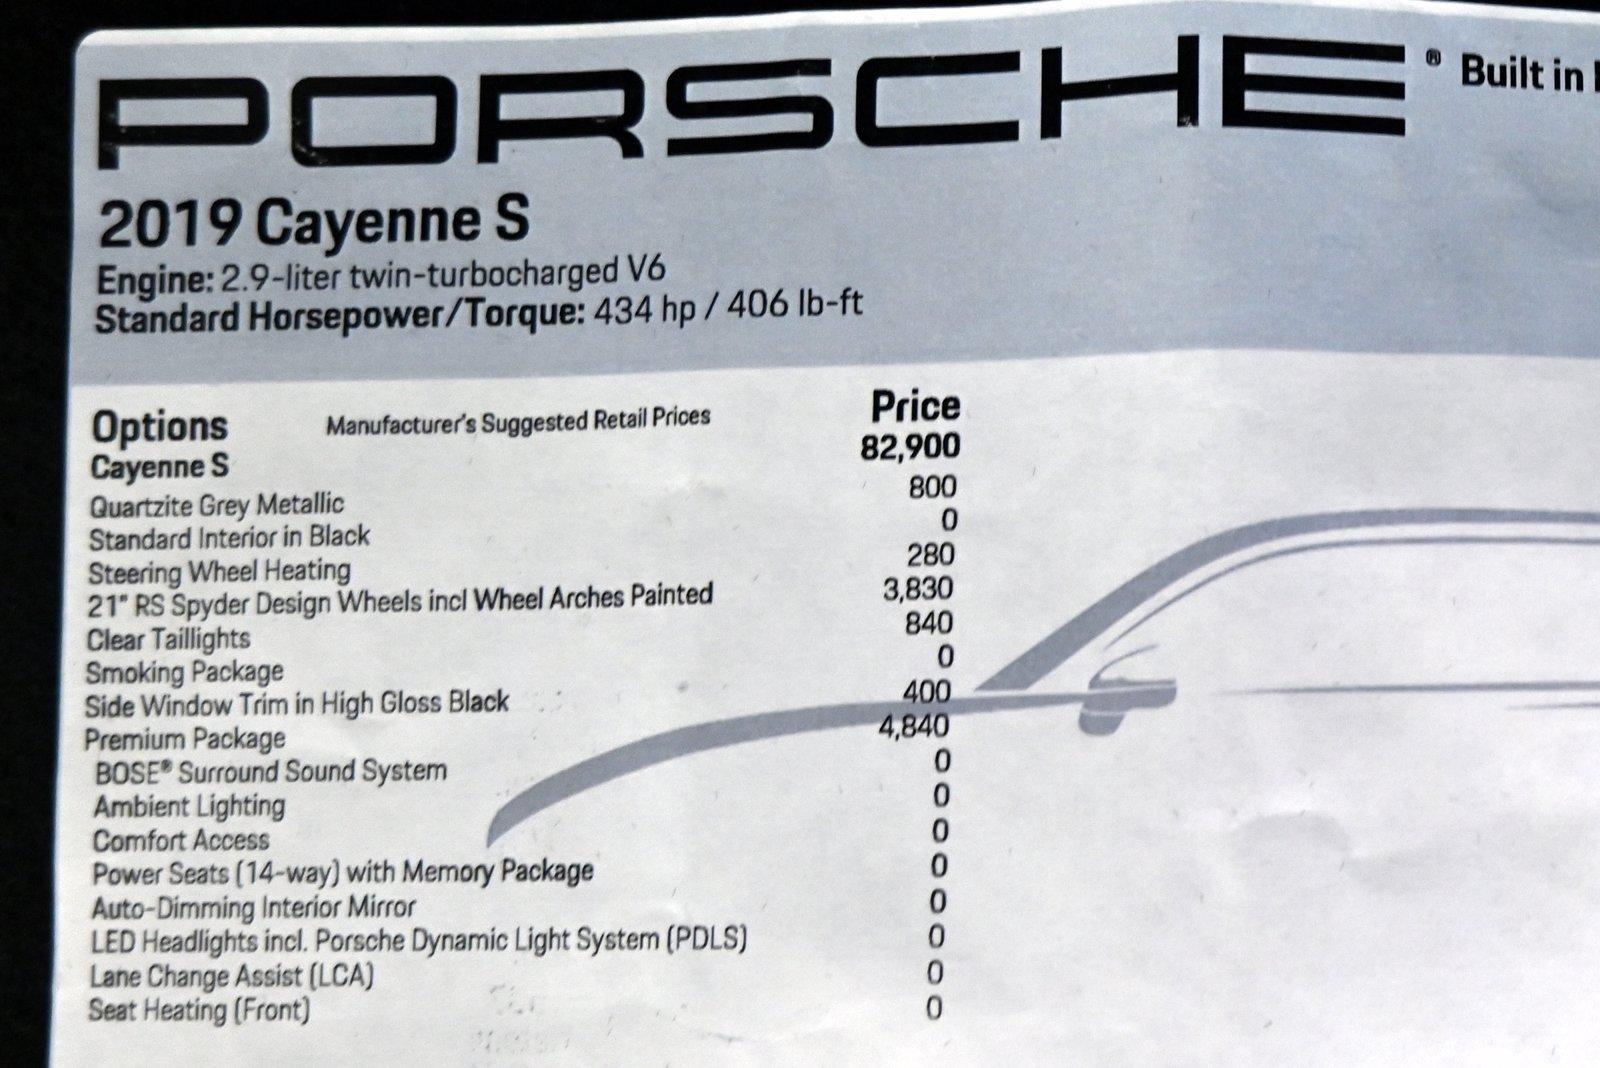 PORSCHE® Built in
2019 Cayenne S
Engine: 2.9-liter twin-turbocharged V6
Standard Horsepower/Torque: 434 hp / 406 lb-ft
Options Manufacturer's Suggested Retail Prices Price
Cayenne S 82,900
Quartzite Grey Metallic 800
Standard Interior in Black 0
Steering Wheel Heating 280
21" RS Spyder Design Wheels incl Wheel Arches Painted 3,830
Clear Taillights 840
Smoking Package 0
Side Window Trim in High Gloss Black 400
Premium Package 4,840
BOSE® Surround Sound System 0
Ambient Lighting 0
Comfort Access 0
Power Seats (14-way) with Memory Package 0
Auto-Dimming Interior Mirror 0
LED Headlights incl. Porsche Dynamic Light System (PDLS) 0
Lane Change Assist (LCA) 0
Seat Heating (Front) 0